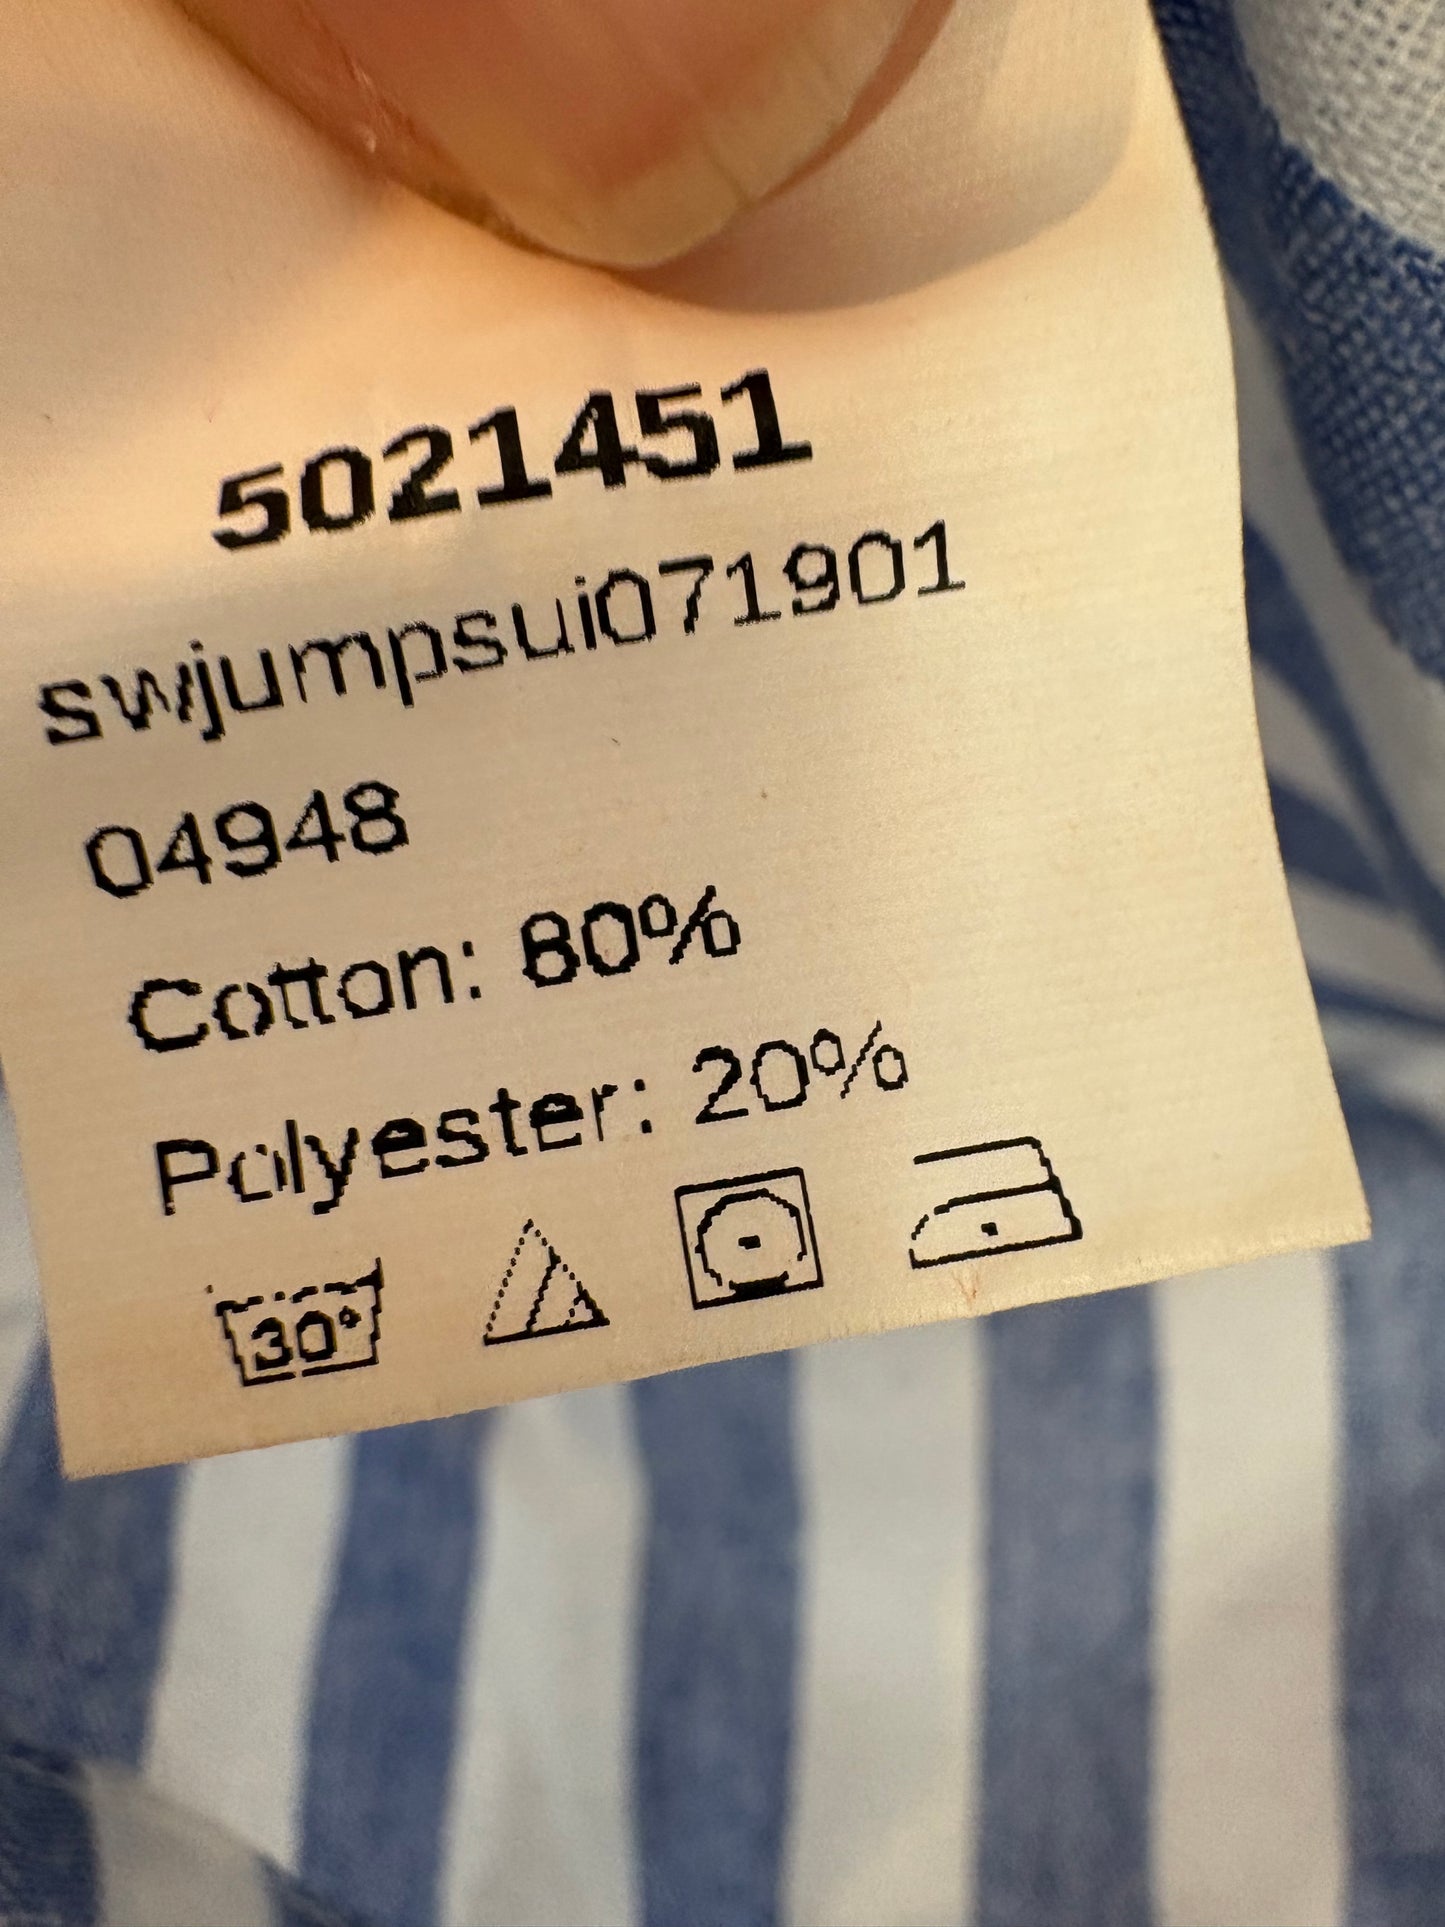 5021451
swjumpsui071901
04948
Cotton: 80%
Polyester: 20%
30°